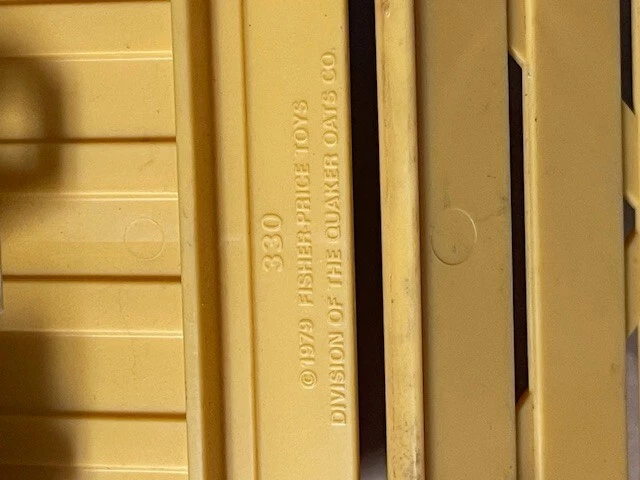 330
©1979 FISHER-PRICE TOYS
DIVISION OF THE QUAKER OATS CO.